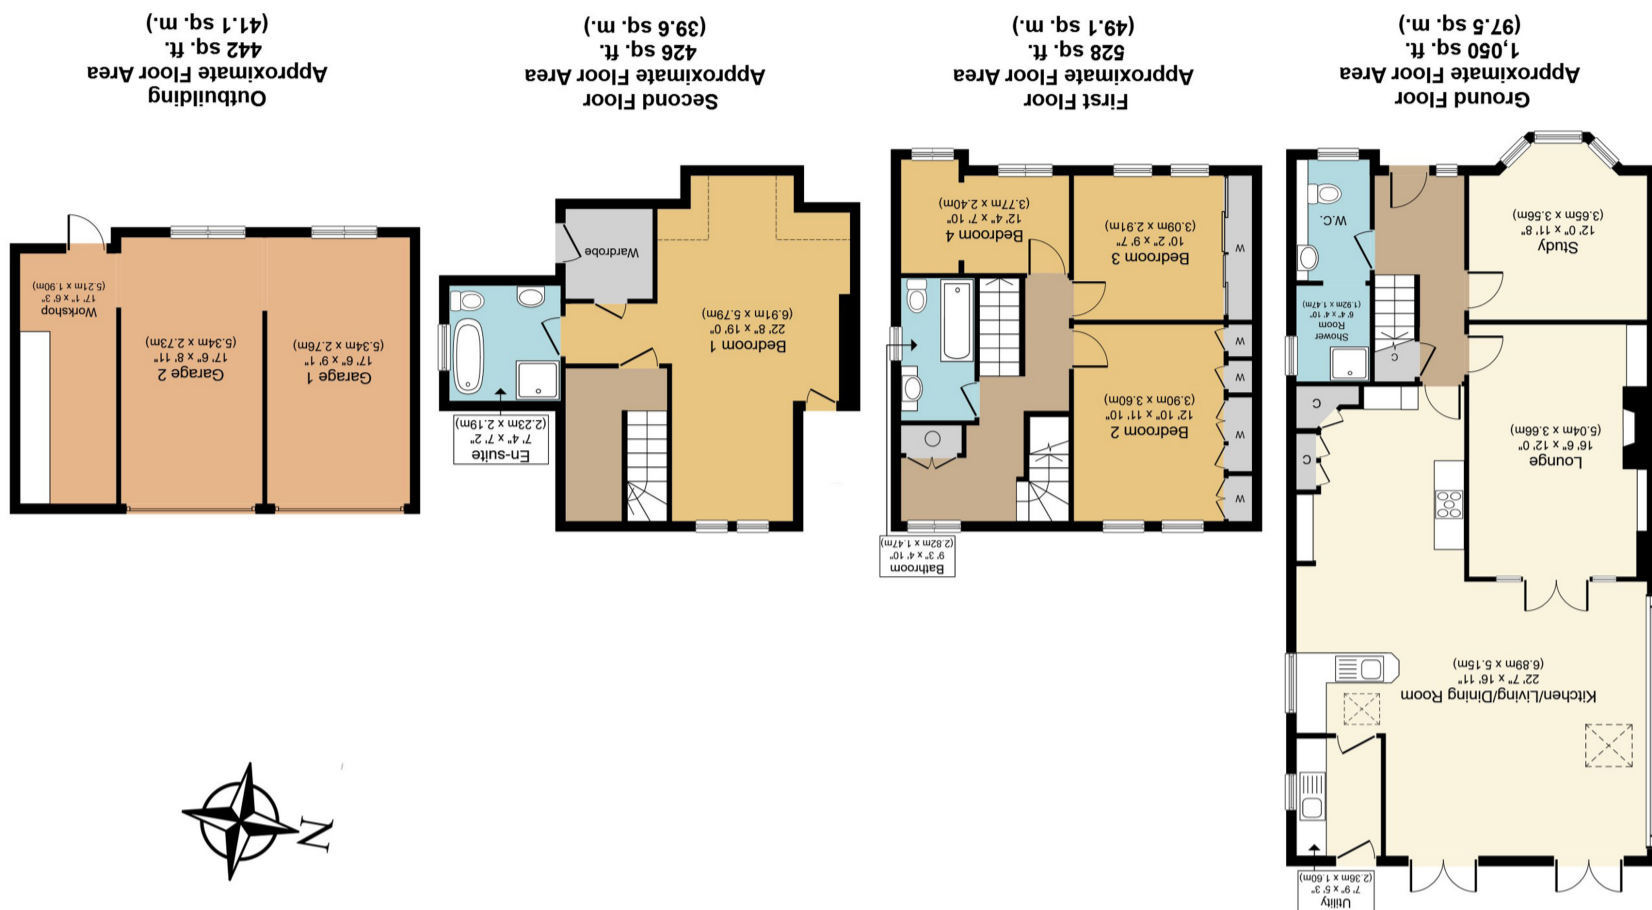 Utility
7' 9" x 5' 3"
(2.36m x 1.60m)
Kitchen/Living/Dining Room
22' 7" x 16' 11"
(6.89m x 5.15m)
Lounge
16' 6" x 12' 0"
(5.04m x 3.66m)
C
C
C
Shower
Room
6' 4" x 4' 10"
(1.92m x 1.47m)
Study
12' 0" x 11' 8"
(3.65m x 3.56m)
W.C.
Ground Floor
Approximate Floor Area
1,050 sq. ft.
(97.5 sq. m.)
Bathroom
9' 3" x 4' 10"
(2.82m x 1.47m)
W
W
W
W
Bedroom 2
12' 10" x 11' 10"
(3.90m x 3.60m)
W
Bedroom 3
10' 2" x 9' 7"
(3.09m x 2.91m)
Bedroom 4
12' 4" x 7' 10"
(3.77m x 2.40m)
First Floor
Approximate Floor Area
528 sq. ft.
(49.1 sq. m.)
En-suite
7' 4" x 7' 2"
(2.23m x 2.19m)
Bedroom 1
22' 8" x 19' 0"
(6.91m x 5.79m)
Wardrobe
Second Floor
Approximate Floor Area
426 sq. ft.
(39.6 sq. m.)
N
Garage 1
17' 6" x 9' 1"
(5.34m x 2.76m)
Garage 2
17' 6" x 8' 11"
(5.34m x 2.73m)
Workshop
17' 1" x 6' 3"
(5.21m x 1.90m)
Outbuilding
Approximate Floor Area
442 sq. ft.
(41.1 sq. m.)